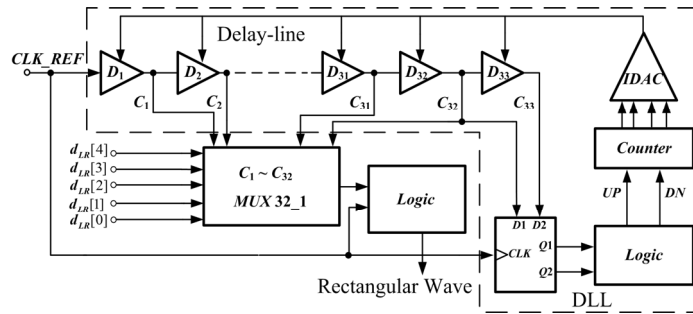 Delay-line
CLK_REF
D1
D2
D31
D32
D33
IDAC
C1
C2
C31
C32
C33
dLR[4]
dLR[3]
dLR[2]
dLR[1]
dLR[0]
C1 ~ C32
MUX 32_1
Logic
Counter
UP
DN
D1 D2
CLK
Q1
Q2
Logic
Rectangular Wave
DLL